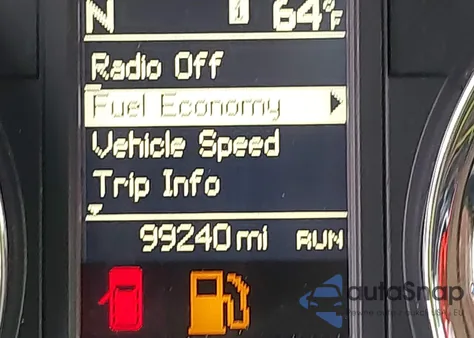 N 64°F
Radio Off
Fuel Economy
Vehicle Speed
Trip Info
99240 mi RUN
autoSnap